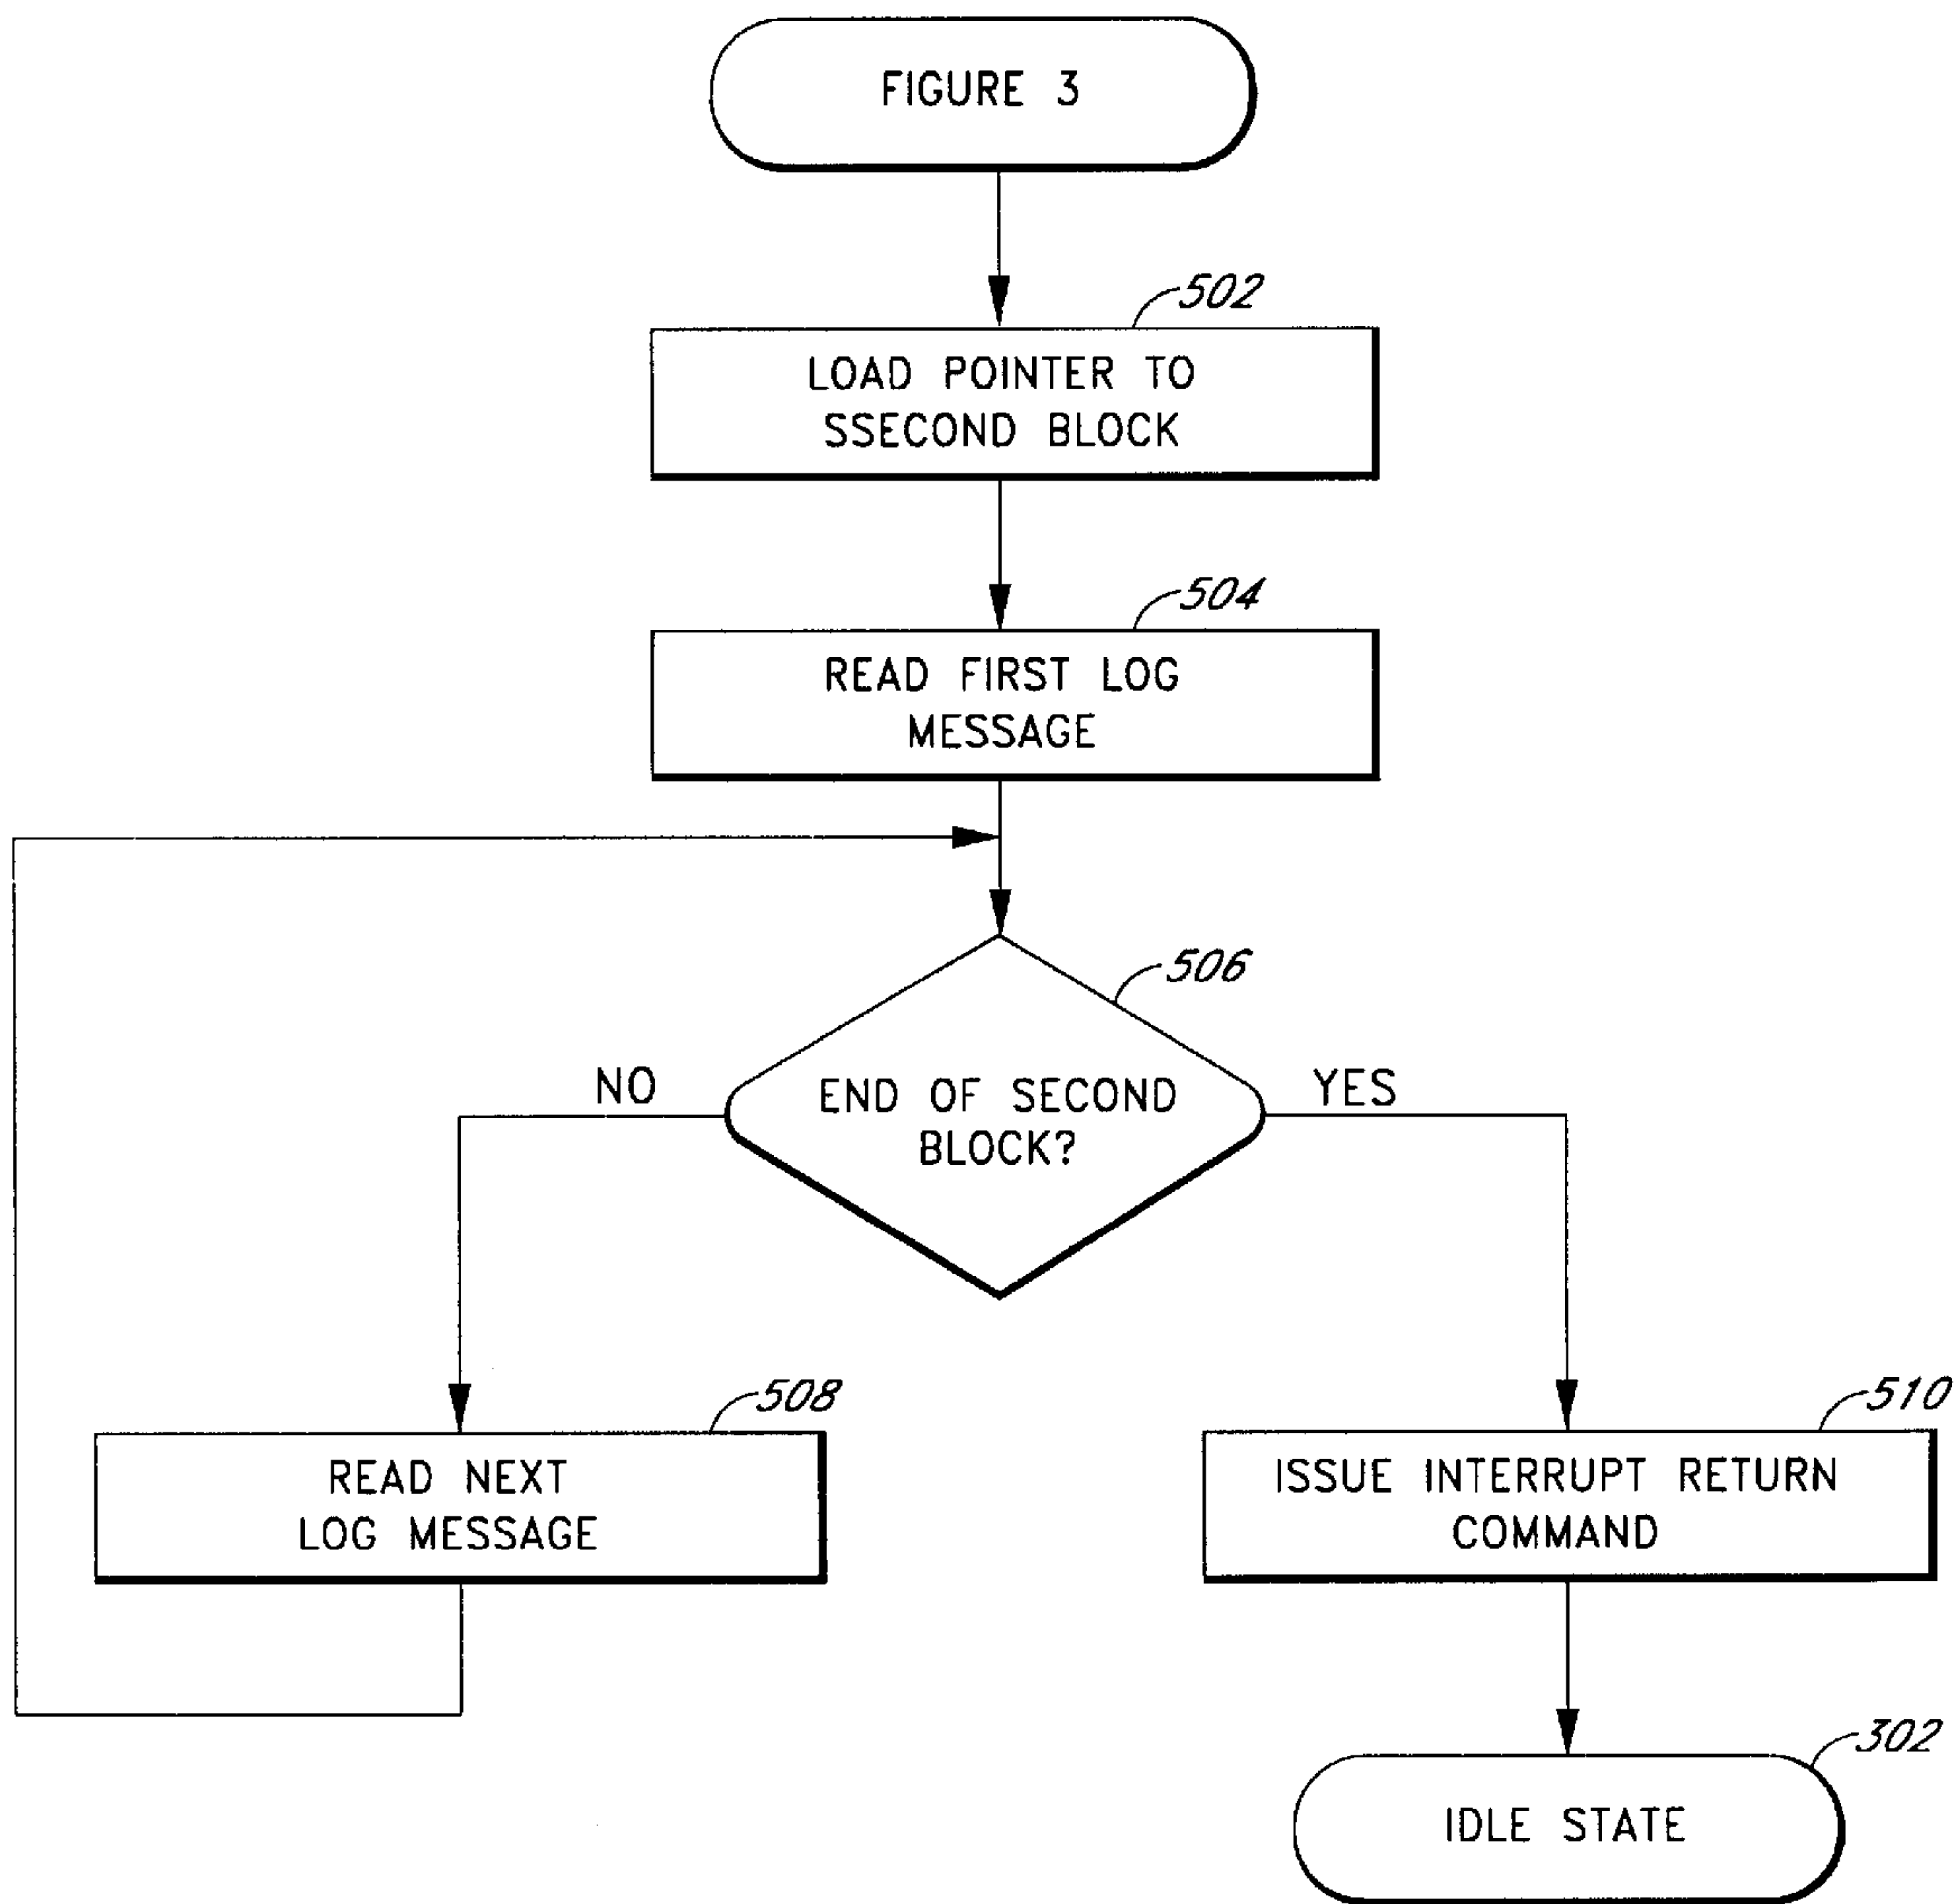 FIGURE 3
502
LOAD POINTER TO
SSECOND BLOCK
504
READ FIRST LOG
MESSAGE
506
NO
END OF SECOND
BLOCK?
YES
508
READ NEXT
LOG MESSAGE
510
ISSUE INTERRUPT RETURN
COMMAND
302
IDLE STATE